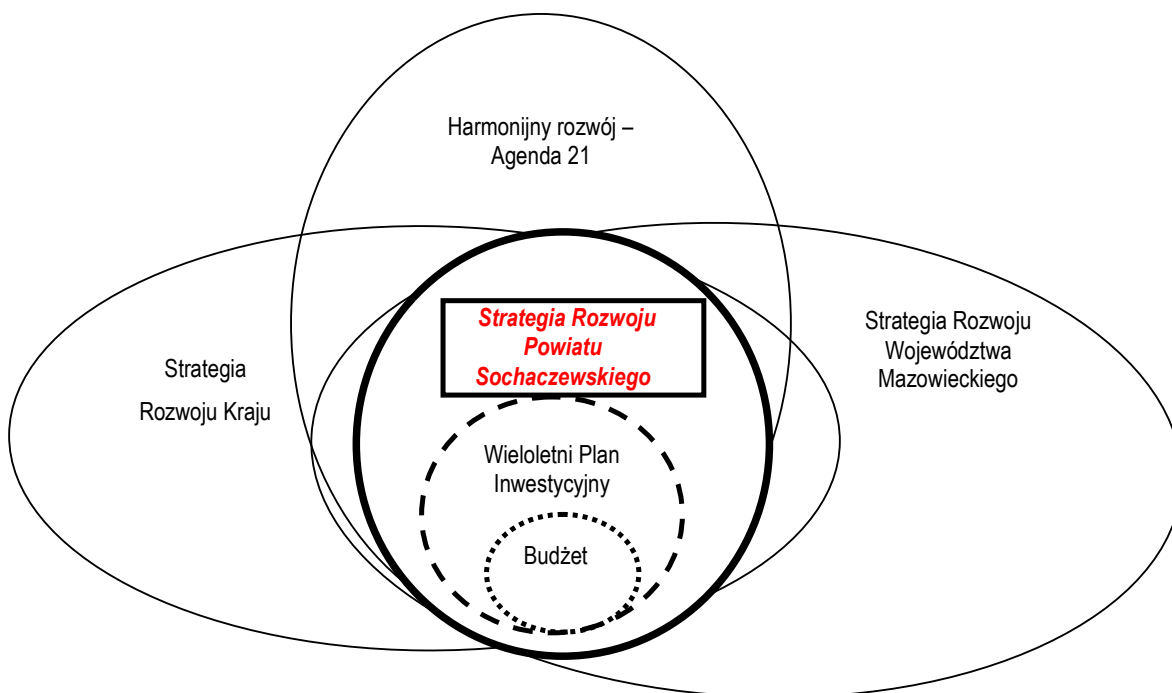 Harmonijny rozwój –
Agenda 21
Strategia Rozwoju
Powiatu
Sochaczewskiego
Strategia Rozwoju
Województwa
Mazowieckiego
Strategia
Rozwoju Kraju
Wieloletni Plan
Inwestycyjny
Budżet